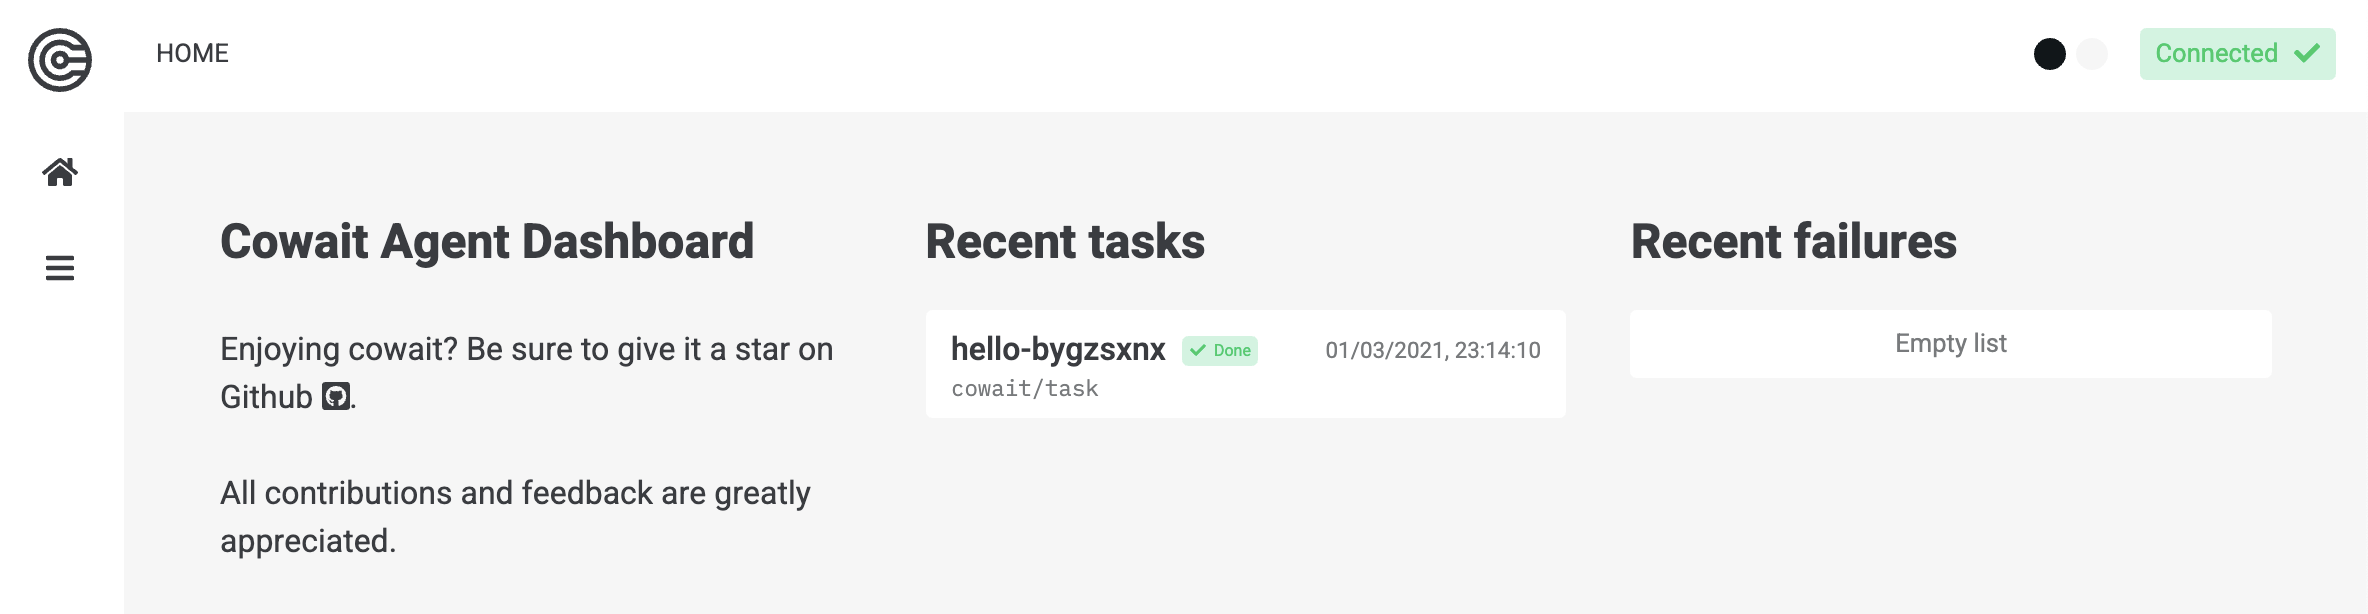 HOME
Connected
Cowait Agent Dashboard
Enjoying cowait? Be sure to give it a star on
Github .
All contributions and feedback are greatly
appreciated.
Recent tasks
hello-bygzsxnx Done 01/03/2021, 23:14:10
cowait/task
Recent failures
Empty list